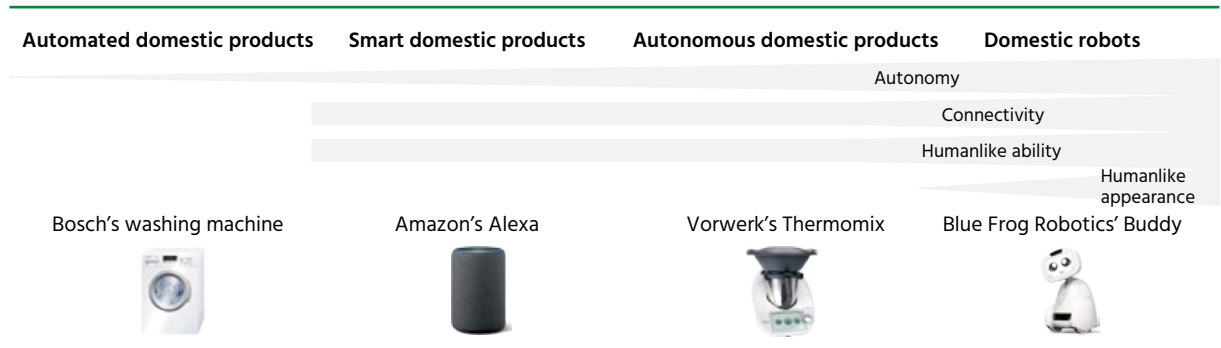 Automated domestic products Smart domestic products Autonomous domestic products Domestic robots
Autonomy
Connectivity
Humanlike ability
Humanlike
appearance
Bosch’s washing machine Amazon’s Alexa Vorwerk’s Thermomix Blue Frog Robotics’ Buddy